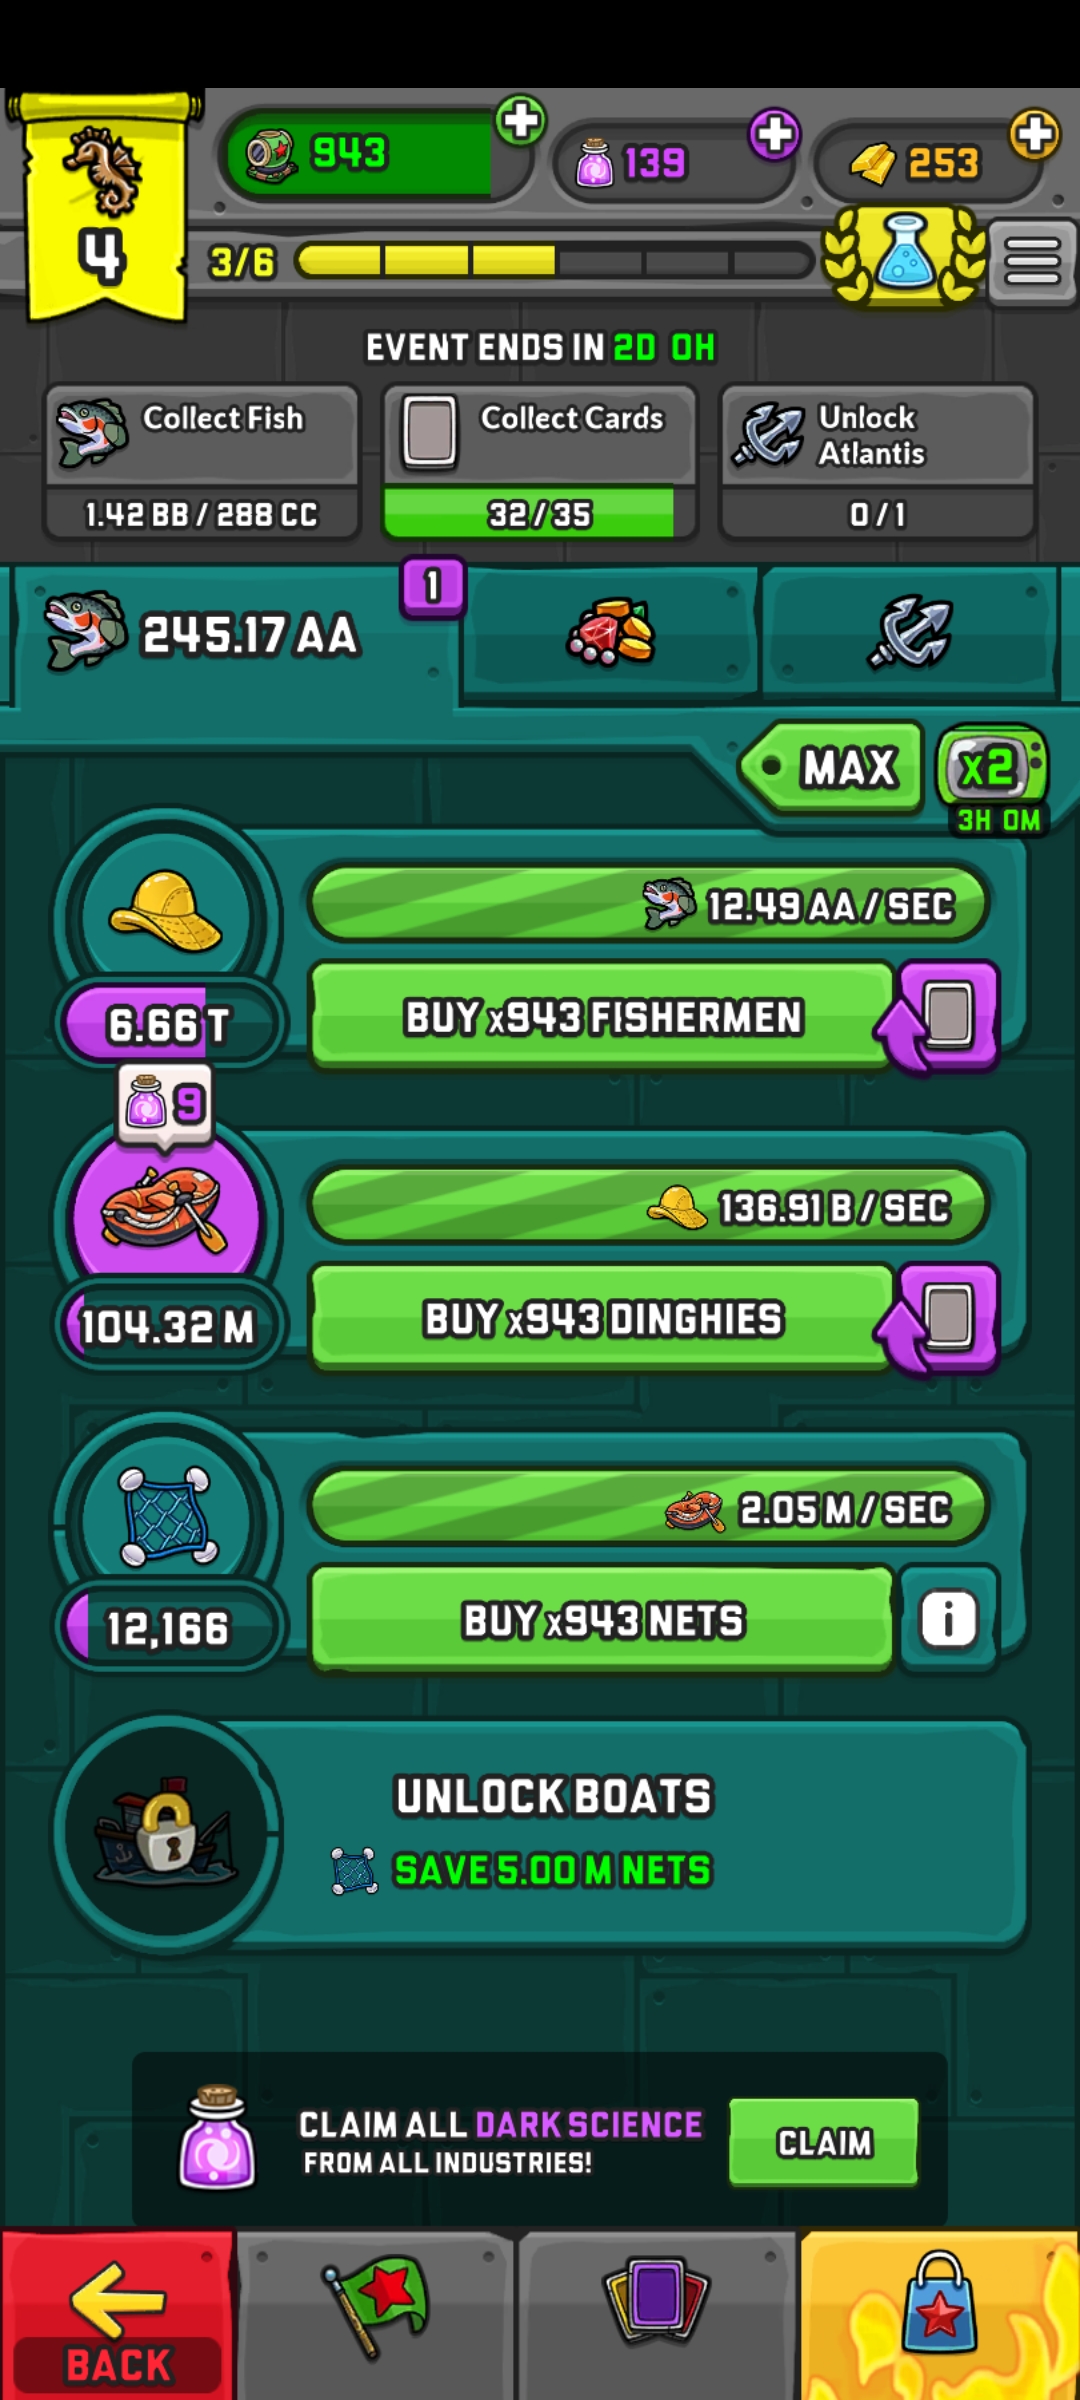 943
139
253
4
3/6
EVENT ENDS IN 2D 0H
Collect Fish
1.42 BB / 288 CC
Collect Cards
32/35
Unlock
Atlantis
0/1
245.17 AA
1
MAX
x2
3H 0M
12.49 AA / SEC
6.66 T
BUY x943 FISHERMEN
9
136.91 B / SEC
104.32 M
BUY x943 DINGHIES
2.05 M / SEC
12,166
BUY x943 NETS
i
UNLOCK BOATS
SAVE 5.00 M NETS
CLAIM ALL DARK SCIENCE
FROM ALL INDUSTRIES!
CLAIM
BACK